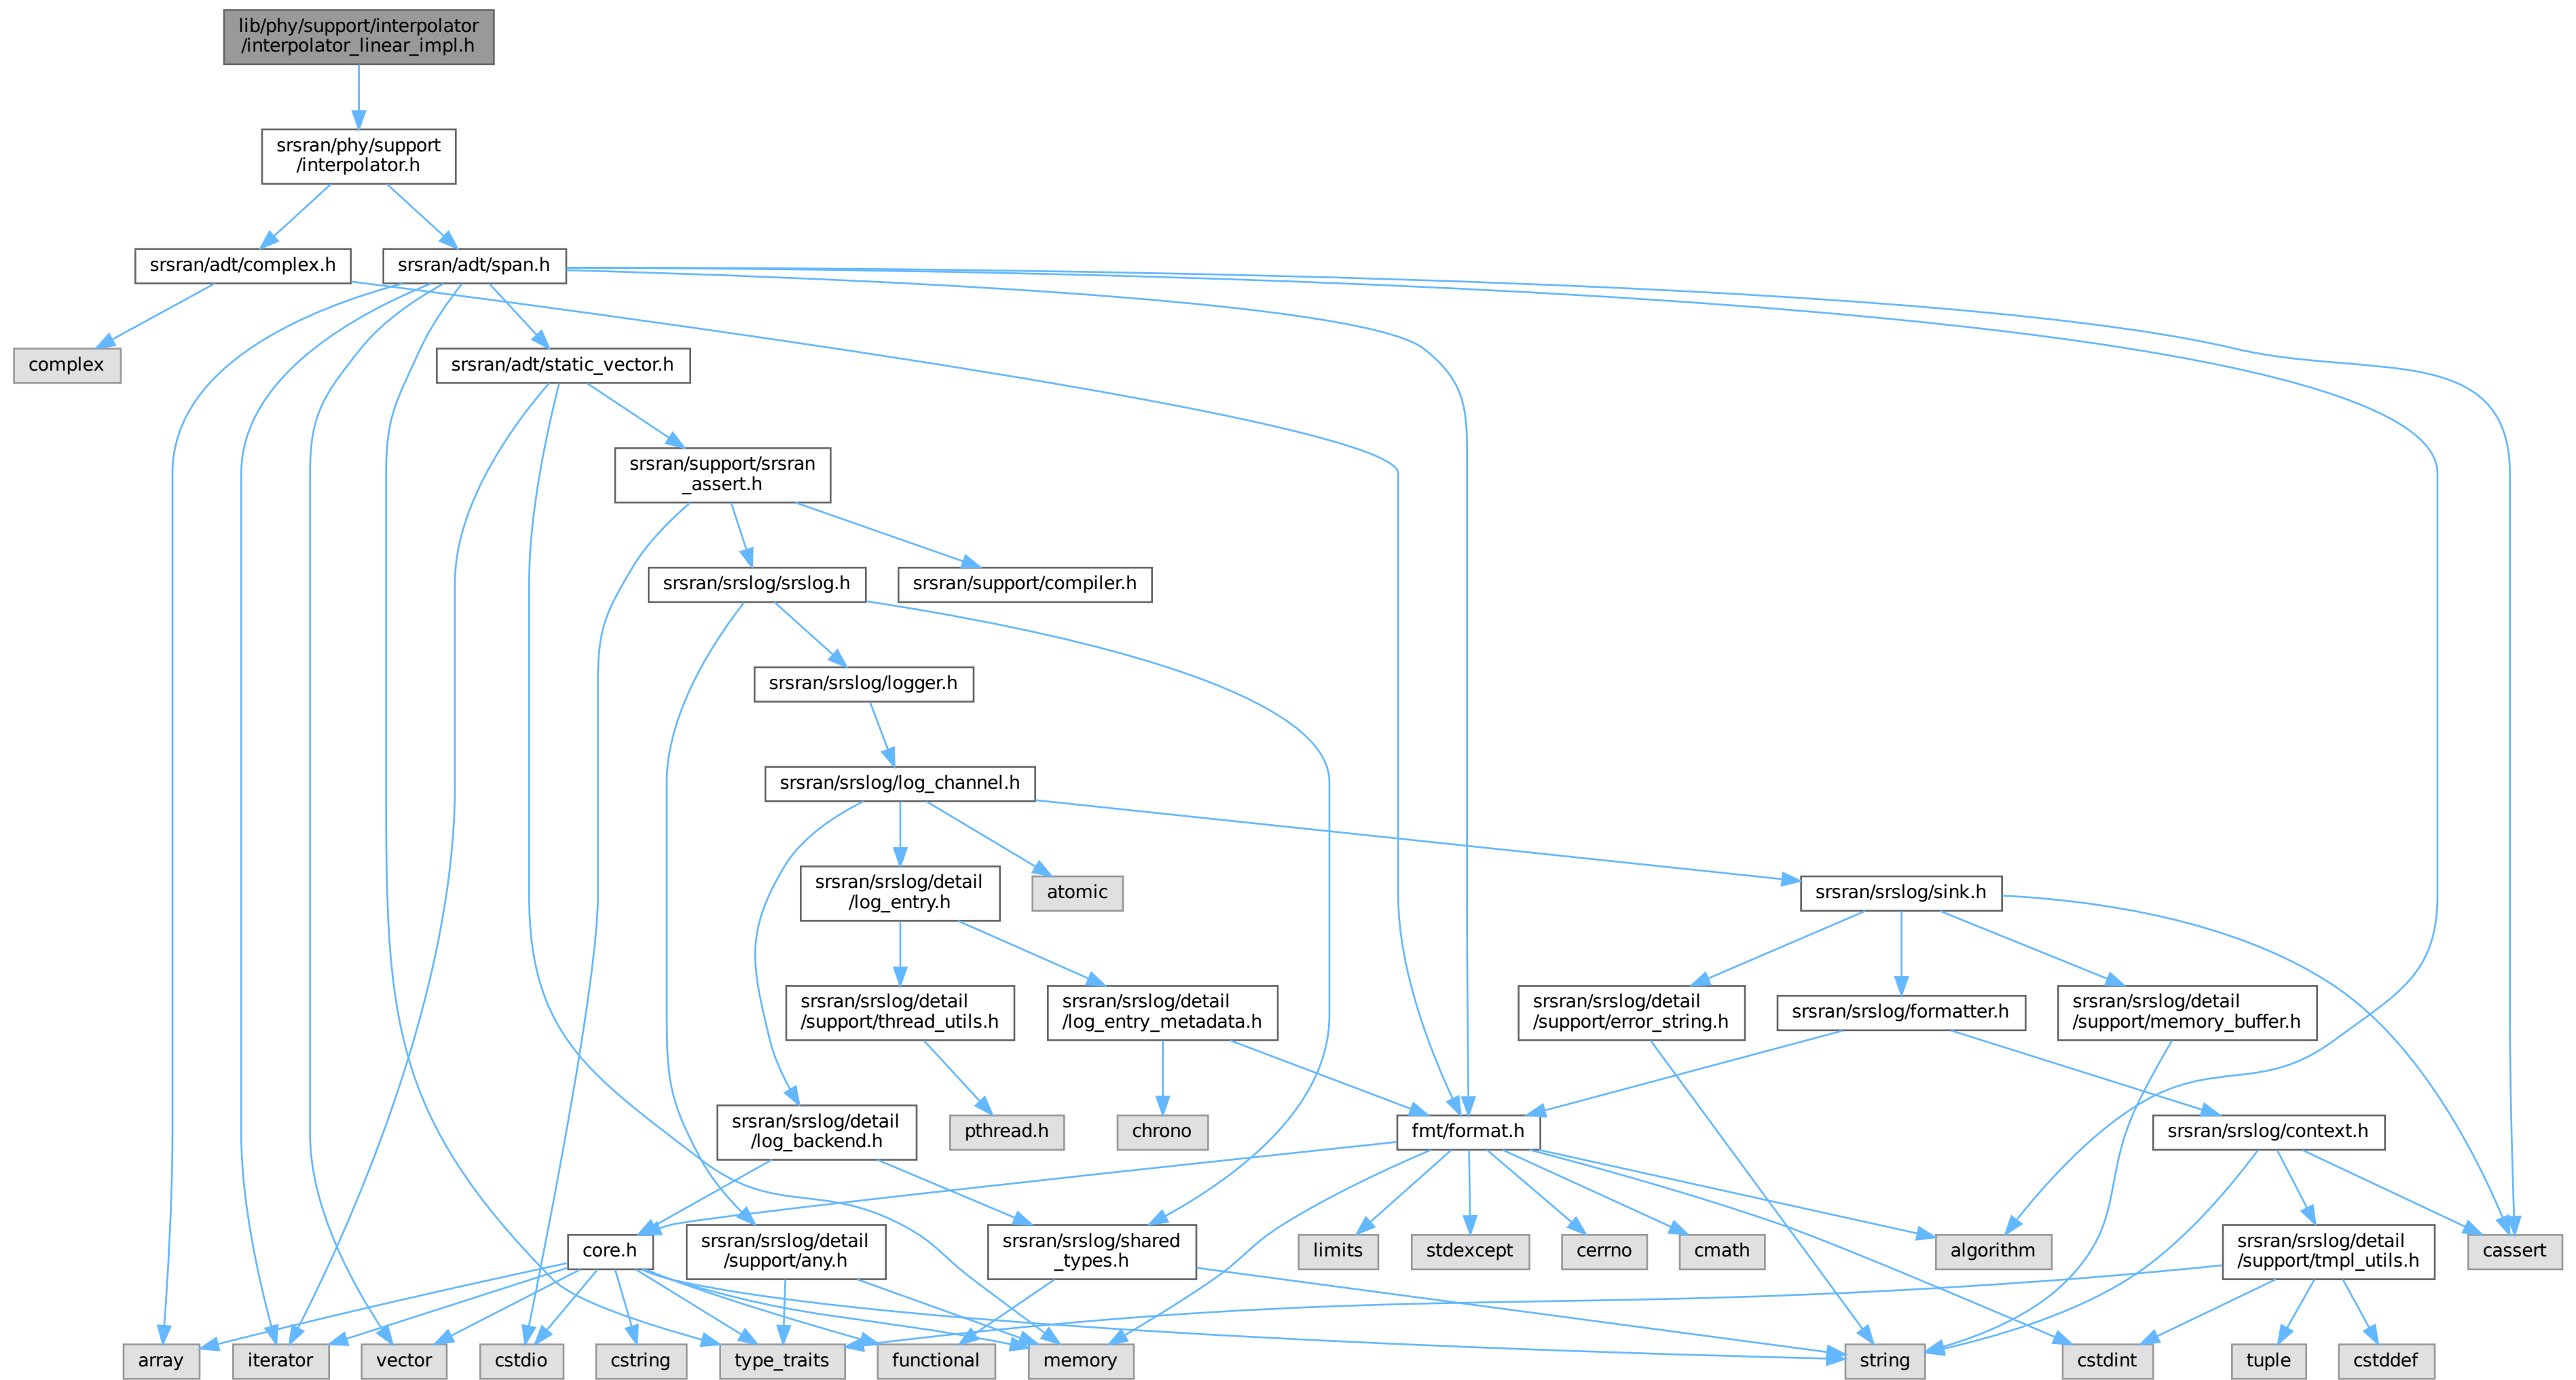 lib/phy/support/interpolator
/interpolator_linear_impl.h
srsran/phy/support
/interpolator.h
srsran/adt/complex.h
srsran/adt/span.h
complex
srsran/adt/static_vector.h
srsran/support/srsran
_assert.h
srsran/srslog/srslog.h
srsran/support/compiler.h
srsran/srslog/logger.h
srsran/srslog/log_channel.h
srsran/srslog/detail
/log_entry.h
atomic
srsran/srslog/sink.h
srsran/srslog/detail
/support/thread_utils.h
srsran/srslog/detail
/log_entry_metadata.h
srsran/srslog/detail
/support/error_string.h
srsran/srslog/formatter.h
srsran/srslog/detail
/support/memory_buffer.h
srsran/srslog/detail
/log_backend.h
pthread.h
chrono
fmt/format.h
srsran/srslog/context.h
core.h
srsran/srslog/detail
/support/any.h
srsran/srslog/shared
_types.h
limits
stdexcept
cerrno
cmath
algorithm
srsran/srslog/detail
/support/tmpl_utils.h
cassert
array
iterator
vector
cstdio
cstring
type_traits
functional
memory
string
cstdint
tuple
cstddef